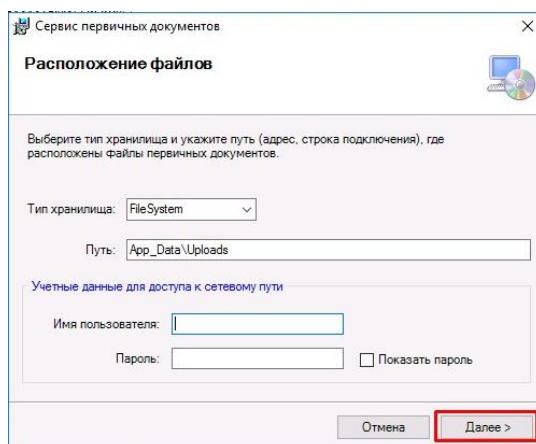 Сервис первичных документов
Расположение файлов
Выберите тип хранилища и укажите путь (адрес, строка подключения), где
расположены файлы первичных документов.
Тип хранилища: FileSystem
Путь: App_Data\Uploads
Учетные данные для доступа к сетевому пути
Имя пользователя:
Пароль: Показать пароль
Отмена Далее >